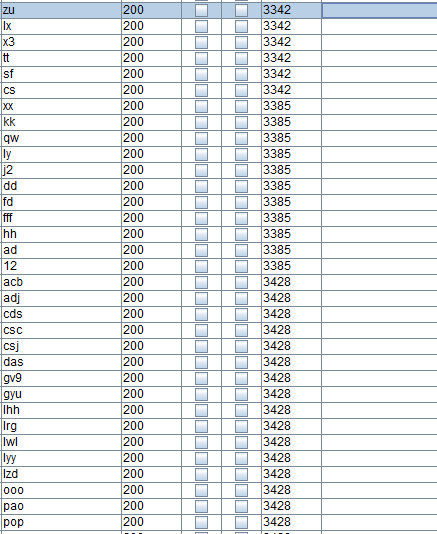 zu 200 3342
lx 200 3342
x3 200 3342
tt 200 3342
sf 200 3342
cs 200 3342
xx 200 3385
kk 200 3385
qw 200 3385
ly 200 3385
j2 200 3385
dd 200 3385
fd 200 3385
fff 200 3385
hh 200 3385
ad 200 3385
12 200 3385
acb 200 3428
adj 200 3428
cds 200 3428
csc 200 3428
csj 200 3428
das 200 3428
gv9 200 3428
gyu 200 3428
lhh 200 3428
lrg 200 3428
lwl 200 3428
lyy 200 3428
lzd 200 3428
ooo 200 3428
pao 200 3428
pop 200 3428